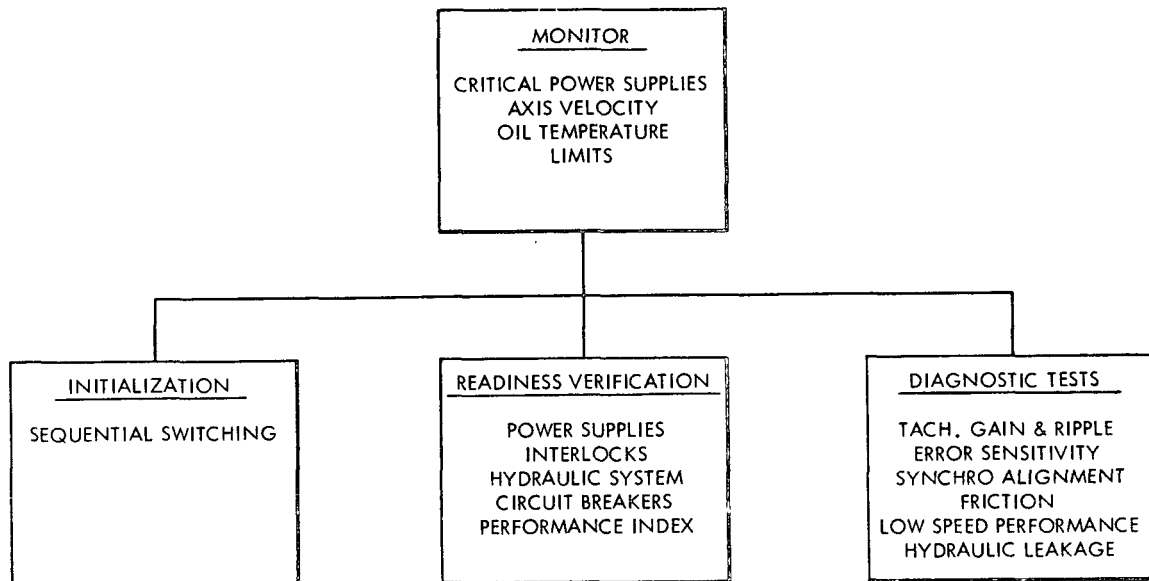 MONITOR
CRITICAL POWER SUPPLIES
AXIS VELOCITY
OIL TEMPERATURE
LIMITS
INITIALIZATION
SEQUENTIAL SWITCHING
READINESS VERIFICATION
POWER SUPPLIES
INTERLOCKS
HYDRAULIC SYSTEM
CIRCUIT BREAKERS
PERFORMANCE INDEX
DIAGNOSTIC TESTS
TACH. GAIN & RIPPLE
ERROR SENSITIVITY
SYNCHRO ALIGNMENT
FRICTION
LOW SPEED PERFORMANCE
HYDRAULIC LEAKAGE